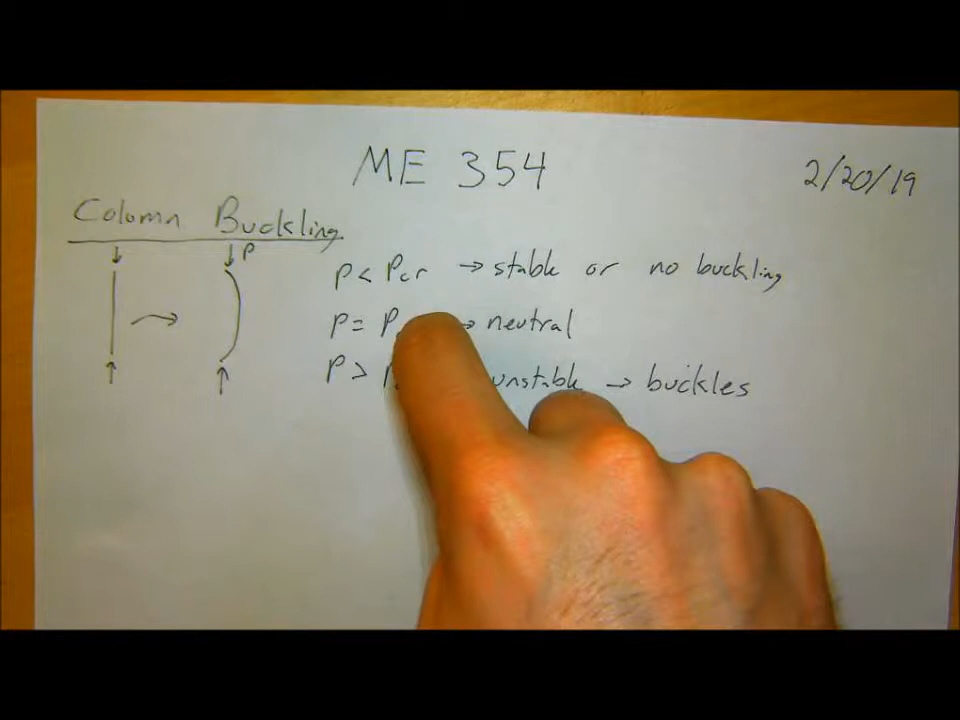 ME 354
2/20/19
Column Buckling
P
P < Pcr → stable or no buckling
P = P → neutral
P > P unstable → buckles